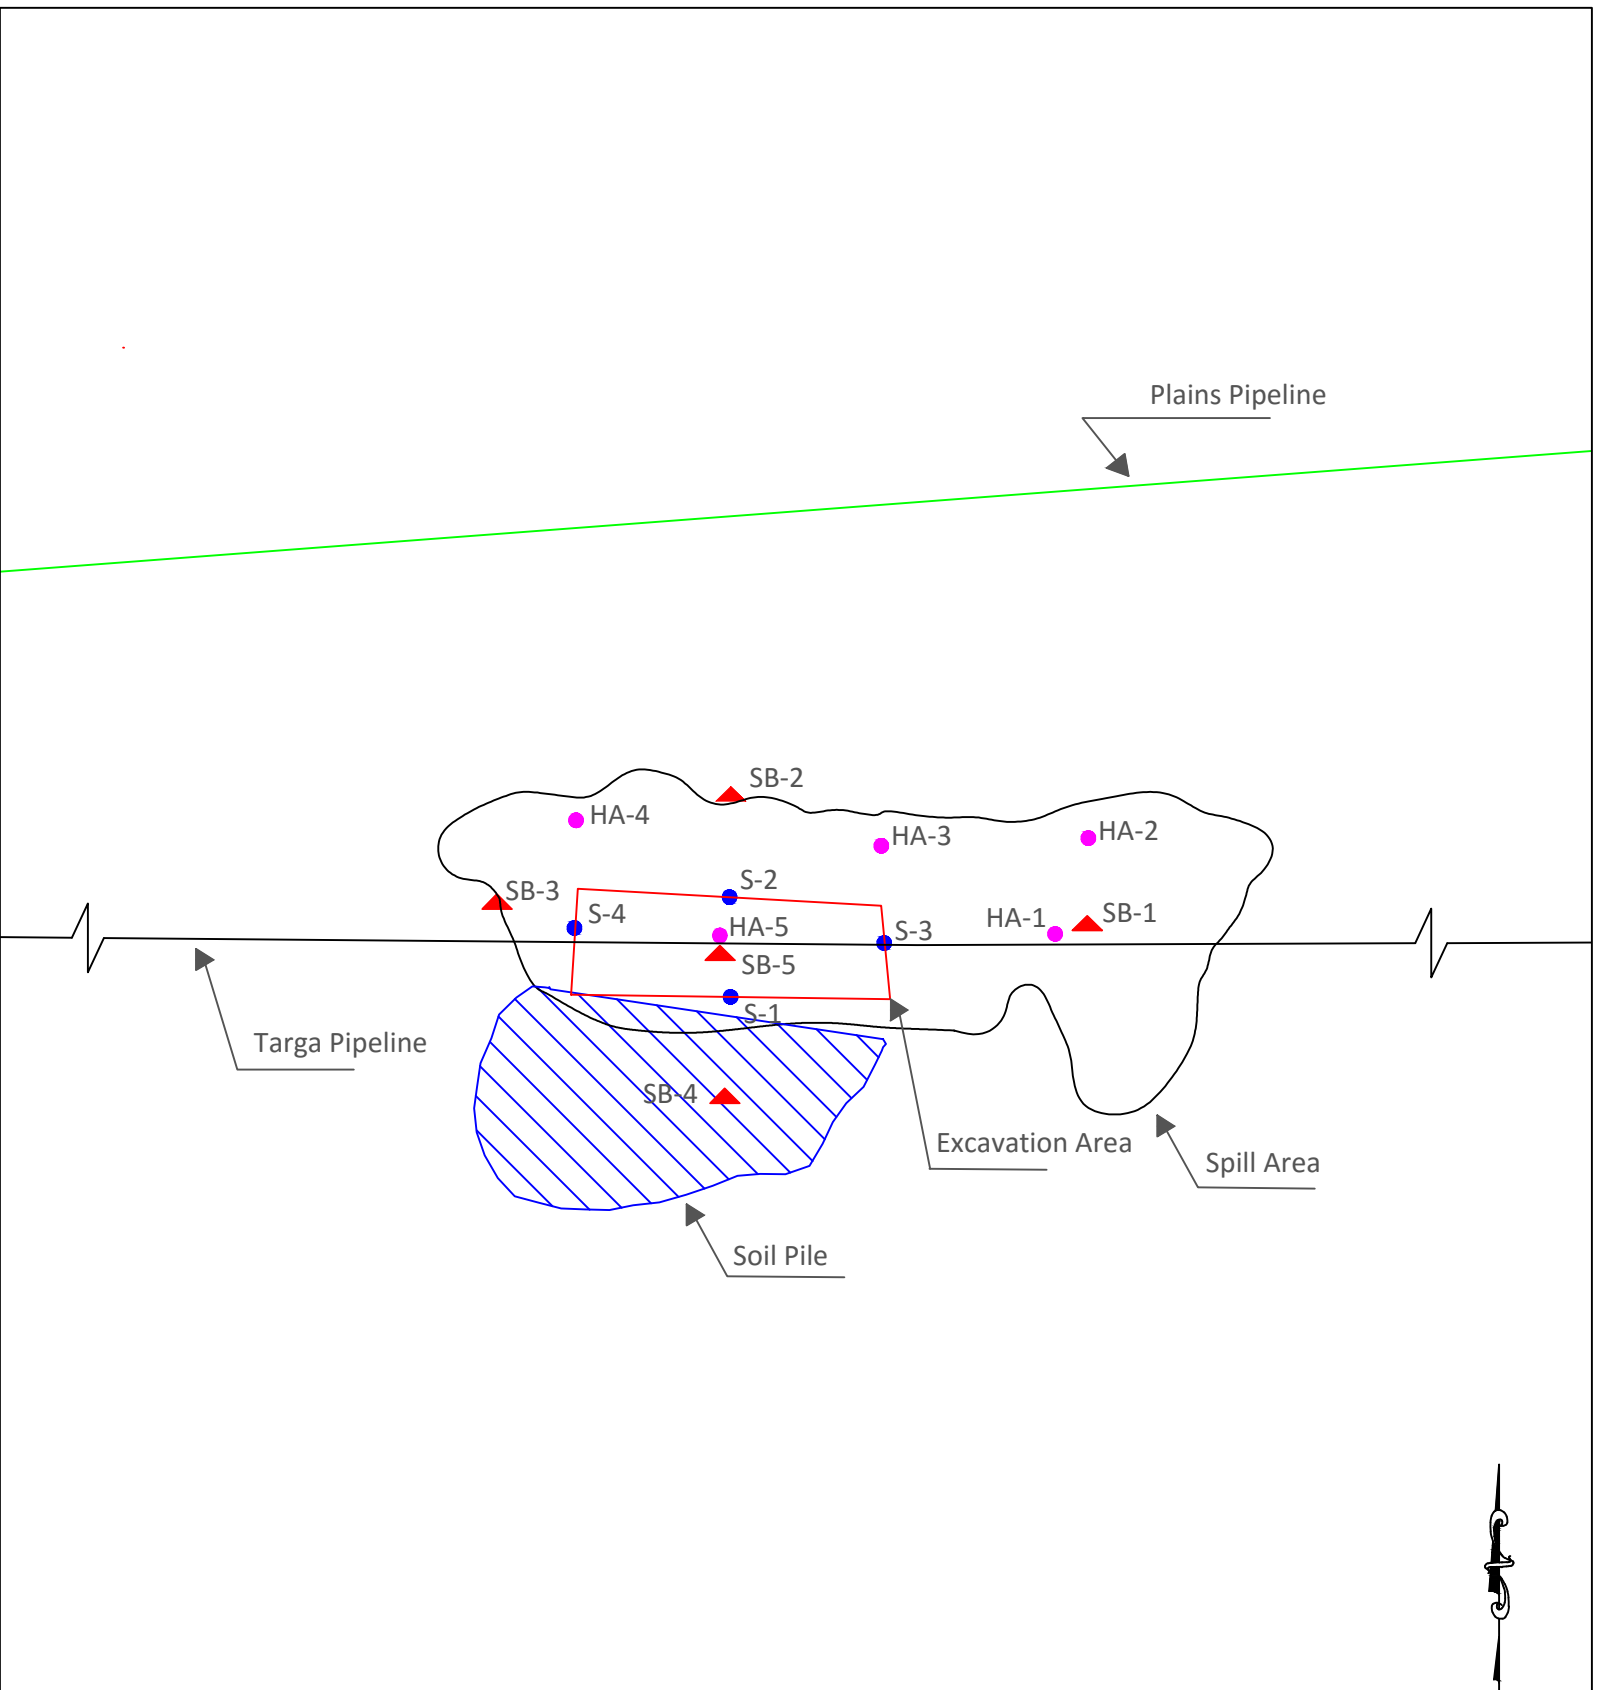 Plains Pipeline
SB-2
HA-4
HA-3
HA-2
S-2
SB-3
S-4
HA-5
S-3
HA-1
SB-1
SB-5
S-1
Targa Pipeline
SB-4
Excavation Area
Spill Area
Soil Pile